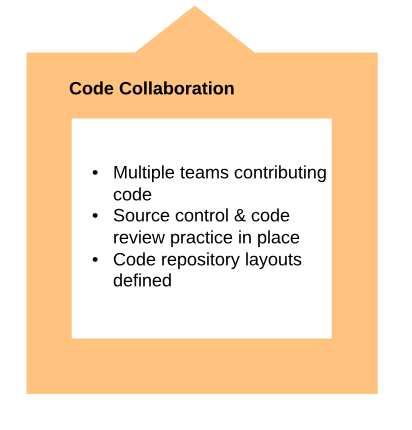 Code Collaboration
• Multiple teams contributing
code
• Source control & code
review practice in place
• Code repository layouts
defined